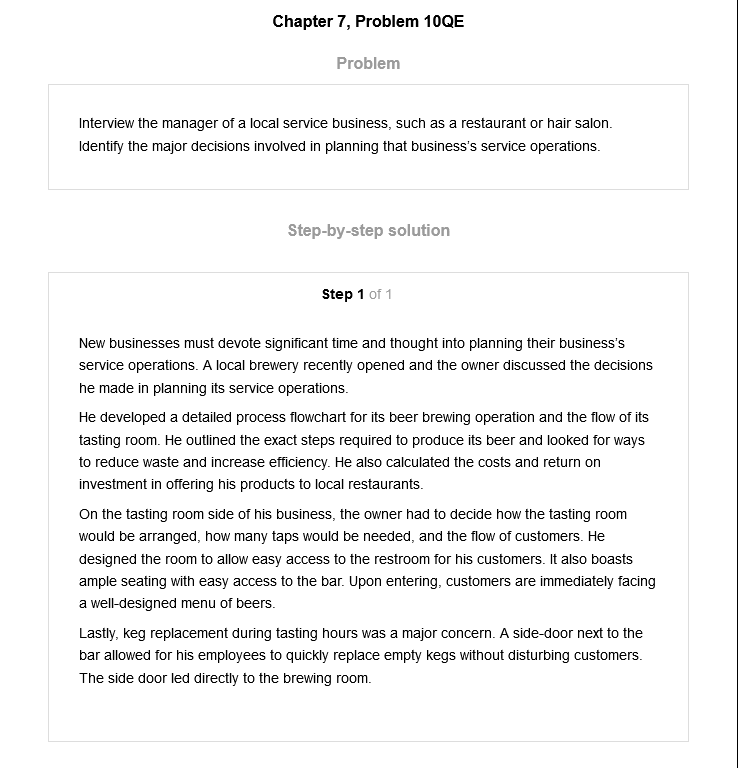 Chapter 7, Problem 10QE
Problem
Interview the manager of a local service business, such as a restaurant or hair salon.
Identify the major decisions involved in planning that business's service operations.
Step-by-step solution
Step 1 of 1
New businesses must devote significant time and thought into planning their business's
service operations. A local brewery recently opened and the owner discussed the decisions
he made in planning its service operations.
He developed a detailed process flowchart for its beer brewing operation and the flow of its
tasting room. He outlined the exact steps required to produce its beer and looked for ways
to reduce waste and increase efficiency. He also calculated the costs and return on
investment in offering his products to local restaurants.
On the tasting room side of his business, the owner had to decide how the tasting room
would be arranged, how many taps would be needed, and the flow of customers. He
designed the room to allow easy access to the restroom for his customers. It also boasts
ample seating with easy access to the bar. Upon entering, customers are immediately facing
a well-designed menu of beers.
Lastly, keg replacement during tasting hours was a major concern. A side-door next to the
bar allowed for his employees to quickly replace empty kegs without disturbing customers.
The side door led directly to the brewing room.